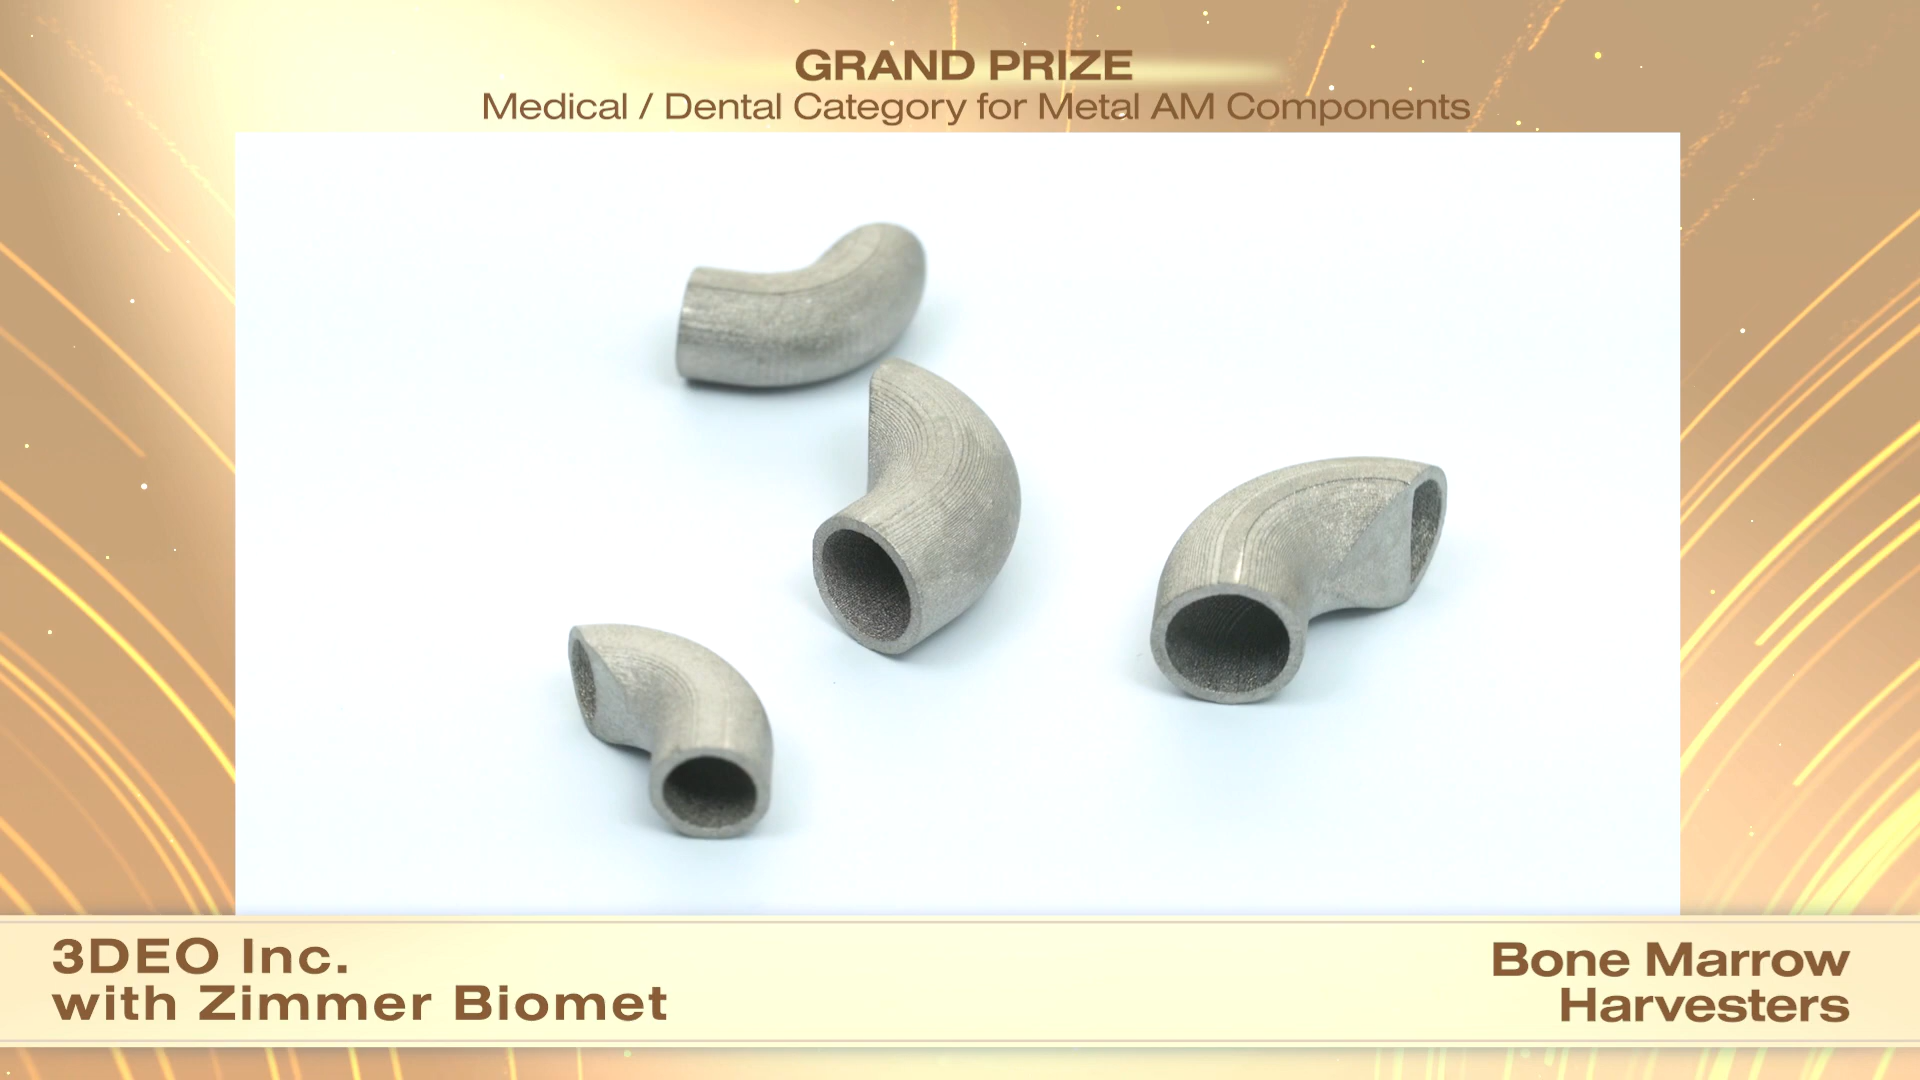 GRAND PRIZE
Medical / Dental Category for Metal AM Components
3DEO Inc.
with Zimmer Biomet
Bone Marrow
Harvesters